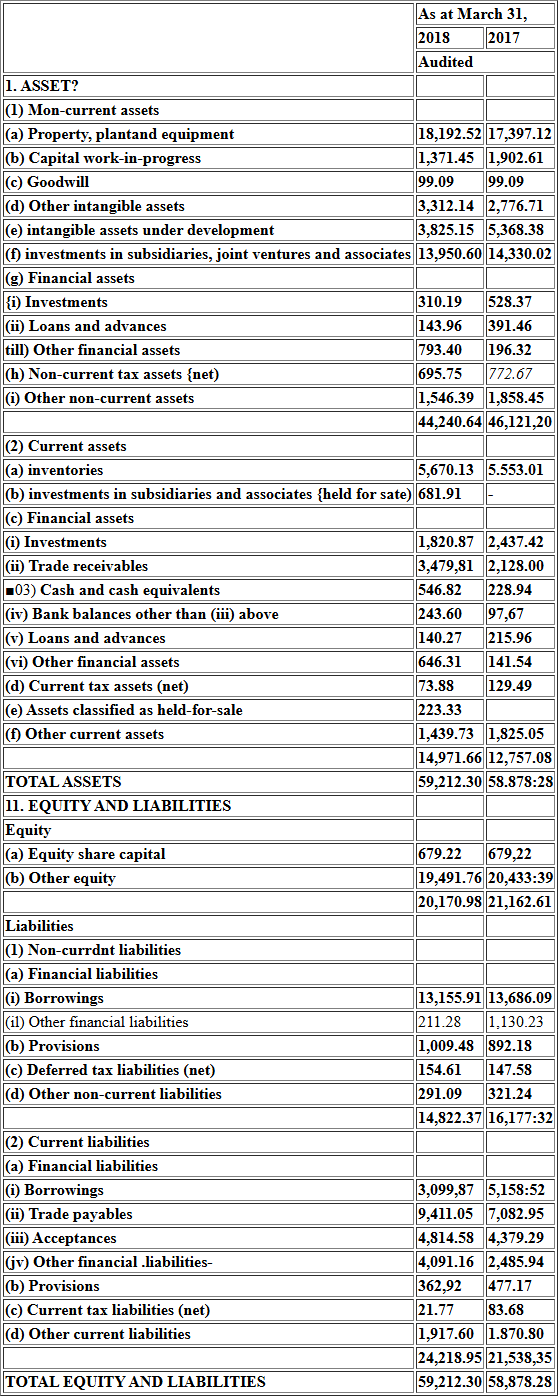 As at March 31,
2018 2017
Audited
1. ASSET?
(1) Mon-current assets
(a) Property, plantand equipment 18,192.52 17,397.12
(b) Capital work-in-progress 1,371.45 1,902.61
(c) Goodwill 99.09 99.09
(d) Other intangible assets 3,312.14 2,776.71
(e) intangible assets under development 3,825.15 5,368.38
(f) investments in subsidiaries, joint ventures and associates 13,950.60 14,330.02
(g) Financial assets
{i) Investments 310.19 528.37
(ii) Loans and advances 143.96 391.46
till) Other financial assets 793.40 196.32
(h) Non-current tax assets {net) 695.75 772.67
(i) Other non-current assets 1,546.39 1,858.45
44,240.64 46,121,20
(2) Current assets
(a) inventories 5,670.13 5.553.01
(b) investments in subsidiaries and associates {held for sate) 681.91 -
(c) Financial assets
(i) Investments 1,820.87 2,437.42
(ii) Trade receivables 3,479,81 2,128.00
■03) Cash and cash equivalents 546.82 228.94
(iv) Bank balances other than (iii) above 243.60 97,67
(v) Loans and advances 140.27 215.96
(vi) Other financial assets 646.31 141.54
(d) Current tax assets (net) 73.88 129.49
(e) Assets classified as held-for-sale 223.33
(f) Other current assets 1,439.73 1,825.05
14,971.66 12,757.08
TOTAL ASSETS 59,212.30 58.878:28
11. EQUITY AND LIABILITIES
Equity
(a) Equity share capital 679.22 679,22
(b) Other equity 19,491.76 20,433:39
20,170.98 21,162.61
Liabilities
(1) Non-currdnt liabilities
(a) Financial liabilities
(i) Borrowings 13,155.91 13,686.09
(il) Other financial liabilities 211.28 1,130.23
(b) Provisions 1,009.48 892.18
(c) Deferred tax liabilities (net) 154.61 147.58
(d) Other non-current liabilities 291.09 321.24
14,822.37 16,177:32
(2) Current liabilities
(a) Financial liabilities
(i) Borrowings 3,099,87 5,158:52
(ii) Trade payables 9,411.05 7,082.95
(iii) Acceptances 4,814.58 4,379.29
(jv) Other financial .liabilities- 4,091.16 2,485.94
(b) Provisions 362,92 477.17
(c) Current tax liabilities (net) 21.77 83.68
(d) Other current liabilities 1,917.60 1.870.80
24,218.95 21,538,35
TOTAL EQUITY AND LIABILITIES 59,212.30 58,878.28